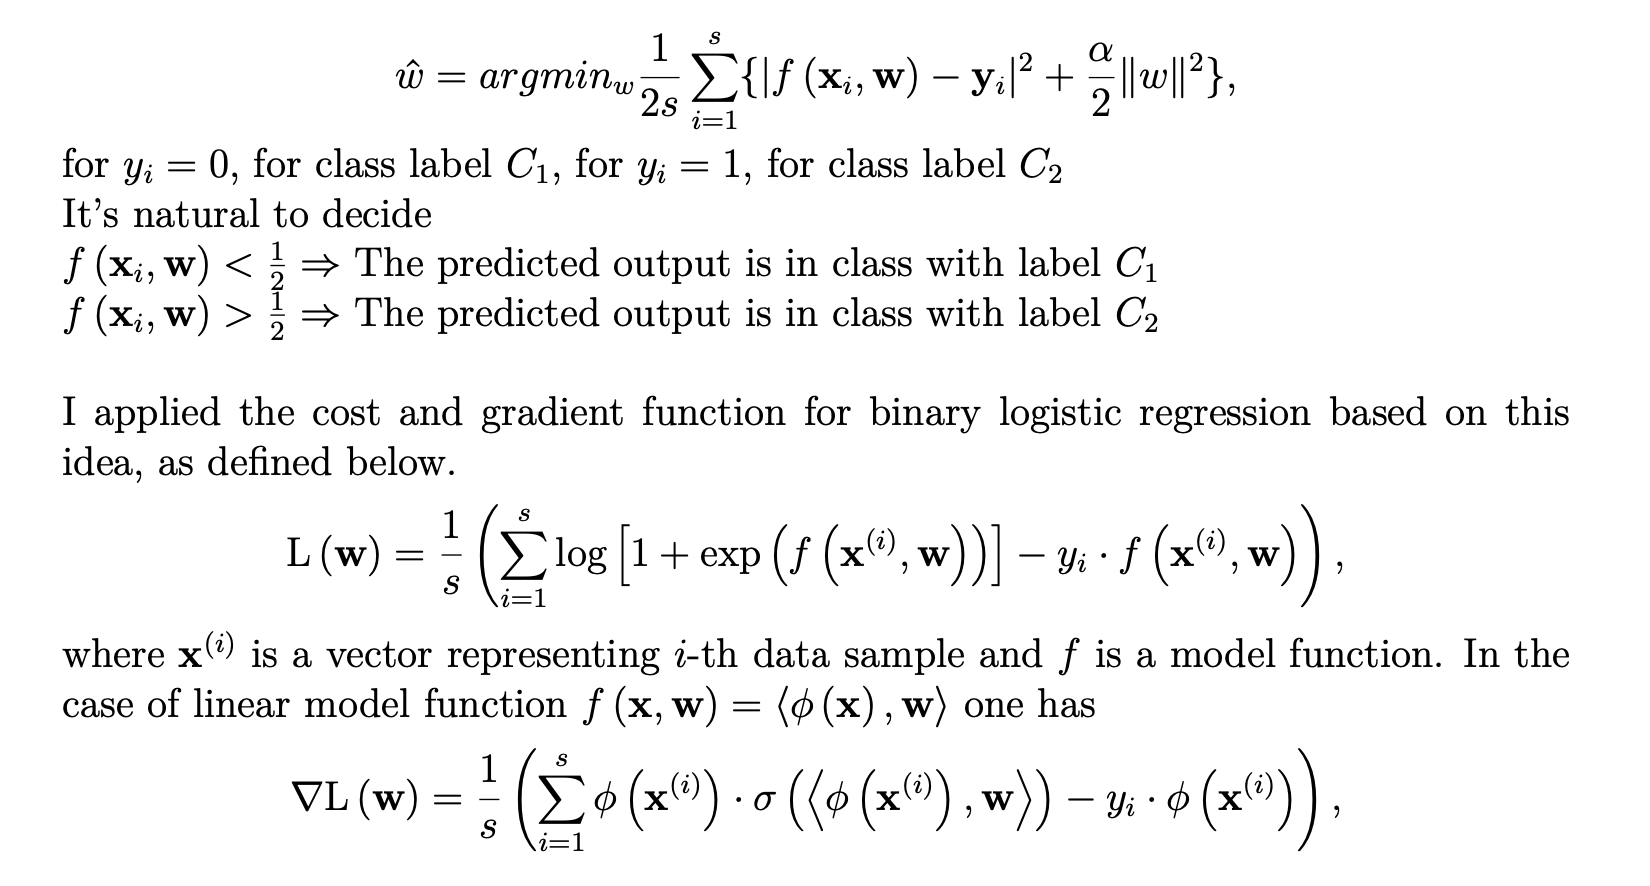 $\hat{w} = argmin_w \frac{1}{2s} \sum_{i=1}^{s} \{ |f(\mathbf{x}_i, \mathbf{w}) - \mathbf{y}_i|^2 + \frac{\alpha}{2} \|w\|^2 \},$
for $y_i = 0$, for class label $C_1$, for $y_i = 1$, for class label $C_2$
It's natural to decide
$f(\mathbf{x}_i, \mathbf{w}) < \frac{1}{2} \Rightarrow$ The predicted output is in class with label $C_1$
$f(\mathbf{x}_i, \mathbf{w}) > \frac{1}{2} \Rightarrow$ The predicted output is in class with label $C_2$
I applied the cost and gradient function for binary logistic regression based on this
idea, as defined below.
$\mathrm{L}(\mathbf{w}) = \frac{1}{s} \left( \sum_{i=1}^{s} \log \left[ 1 + \exp \left( f \left( \mathbf{x}^{(i)}, \mathbf{w} \right) \right) \right] - y_i \cdot f \left( \mathbf{x}^{(i)}, \mathbf{w} \right) \right),$
where $\mathbf{x}^{(i)}$ is a vector representing $i$-th data sample and $f$ is a model function. In the
case of linear model function $f(\mathbf{x}, \mathbf{w}) = \langle \phi(\mathbf{x}), \mathbf{w} \rangle$ one has
$\nabla \mathrm{L}(\mathbf{w}) = \frac{1}{s} \left( \sum_{i=1}^{s} \phi \left( \mathbf{x}^{(i)} \right) \cdot \sigma \left( \left\langle \phi \left( \mathbf{x}^{(i)} \right), \mathbf{w} \right\rangle \right) - y_i \cdot \phi \left( \mathbf{x}^{(i)} \right) \right),$